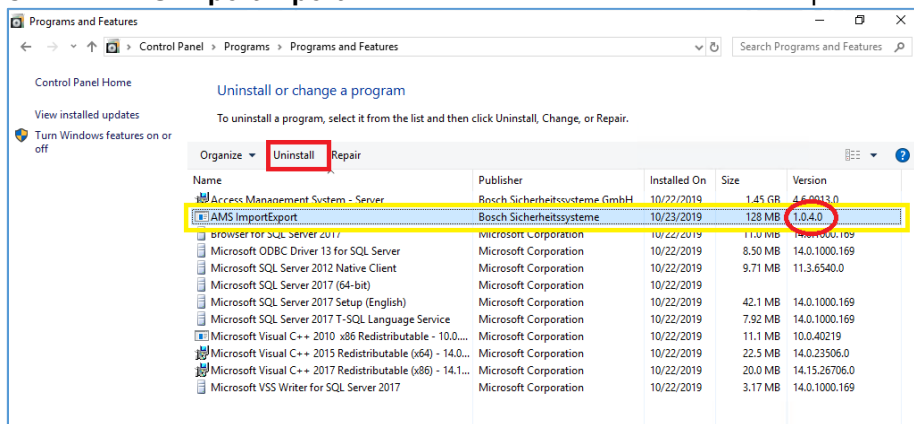 Programs and Features
Control Panel > Programs > Programs and Features
Search Programs and Features
Control Panel Home
View installed updates
Turn Windows features on or
off
Uninstall or change a program
To uninstall a program, select it from the list and then click Uninstall, Change, or Repair.
Organize Uninstall Repair
Name Publisher Installed On Size Version
Access Management System - Server Bosch Sicherheitssysteme GmbH 10/22/2019 1.45 GB 4.6.0013.0
AMS ImportExport Bosch Sicherheitssysteme 10/23/2019 128 MB 1.0.4.0
Browser for SQL Server 2017 Microsoft Corporation 10/22/2019 11.0 MB 14.0.1000.169
Microsoft ODBC Driver 13 for SQL Server Microsoft Corporation 10/22/2019 8.50 MB 14.0.1000.169
Microsoft SQL Server 2012 Native Client Microsoft Corporation 10/22/2019 9.71 MB 11.3.6540.0
Microsoft SQL Server 2017 (64-bit) Microsoft Corporation 10/22/2019
Microsoft SQL Server 2017 Setup (English) Microsoft Corporation 10/22/2019 42.1 MB 14.0.1000.169
Microsoft SQL Server 2017 T-SQL Language Service Microsoft Corporation 10/22/2019 7.92 MB 14.0.1000.169
Microsoft Visual C++ 2010 x86 Redistributable - 10.0.... Microsoft Corporation 10/22/2019 11.1 MB 10.0.40219
Microsoft Visual C++ 2015 Redistributable (x64) - 14.0... Microsoft Corporation 10/22/2019 22.5 MB 14.0.23506.0
Microsoft Visual C++ 2017 Redistributable (x86) - 14.1... Microsoft Corporation 10/22/2019 20.0 MB 14.15.26706.0
Microsoft VSS Writer for SQL Server 2017 Microsoft Corporation 10/22/2019 3.17 MB 14.0.1000.169